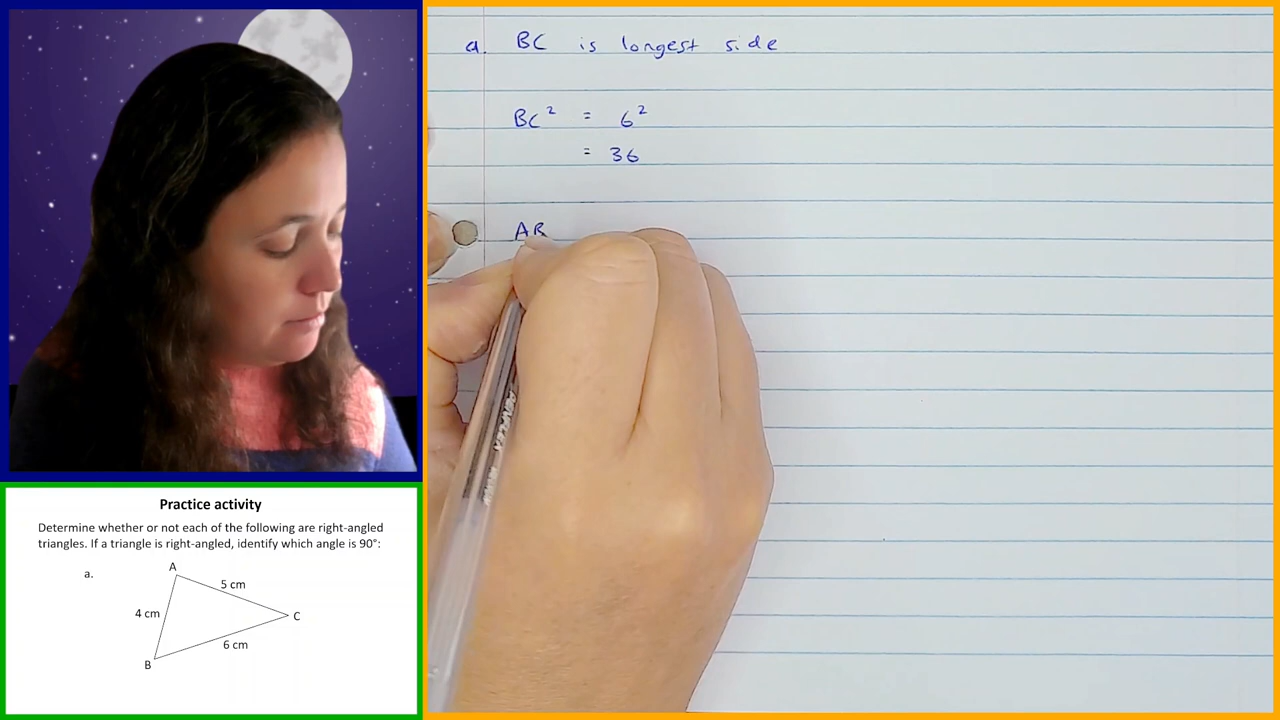 a. BC is longest side
BC² = 6²
= 36
AB
Practice activity
Determine whether or not each of the following are right-angled
triangles. If a triangle is right-angled, identify which angle is 90°:
a.
A
5 cm
4 cm
C
6 cm
B